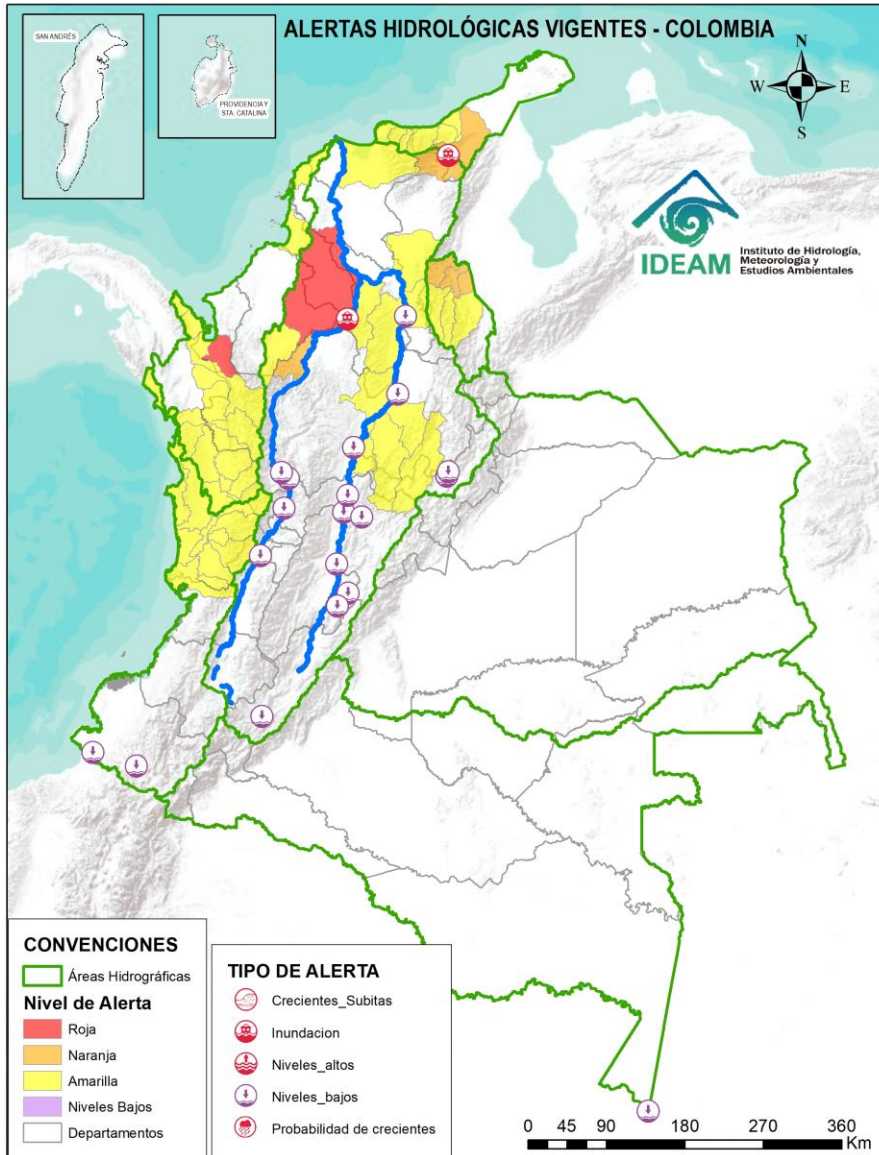 ALERTAS HIDROLÓGICAS VIGENTES - COLOMBIA
SAN ANDRÉS
PROVIDENCIA Y
STA. CATALINA
N
W
E
S
IDEAM
Instituto de Hidrología,
Meteorología y
Estudios Ambientales
CONVENCIONES
Áreas Hidrográficas
Nivel de Alerta
Roja
Naranja
Amarilla
Niveles Bajos
Departamentos
TIPO DE ALERTA
Crecientes_Subitas
Inundacion
Niveles_altos
Niveles_bajos
Probabilidad de crecientes
0 45 90 180 270 360
Km